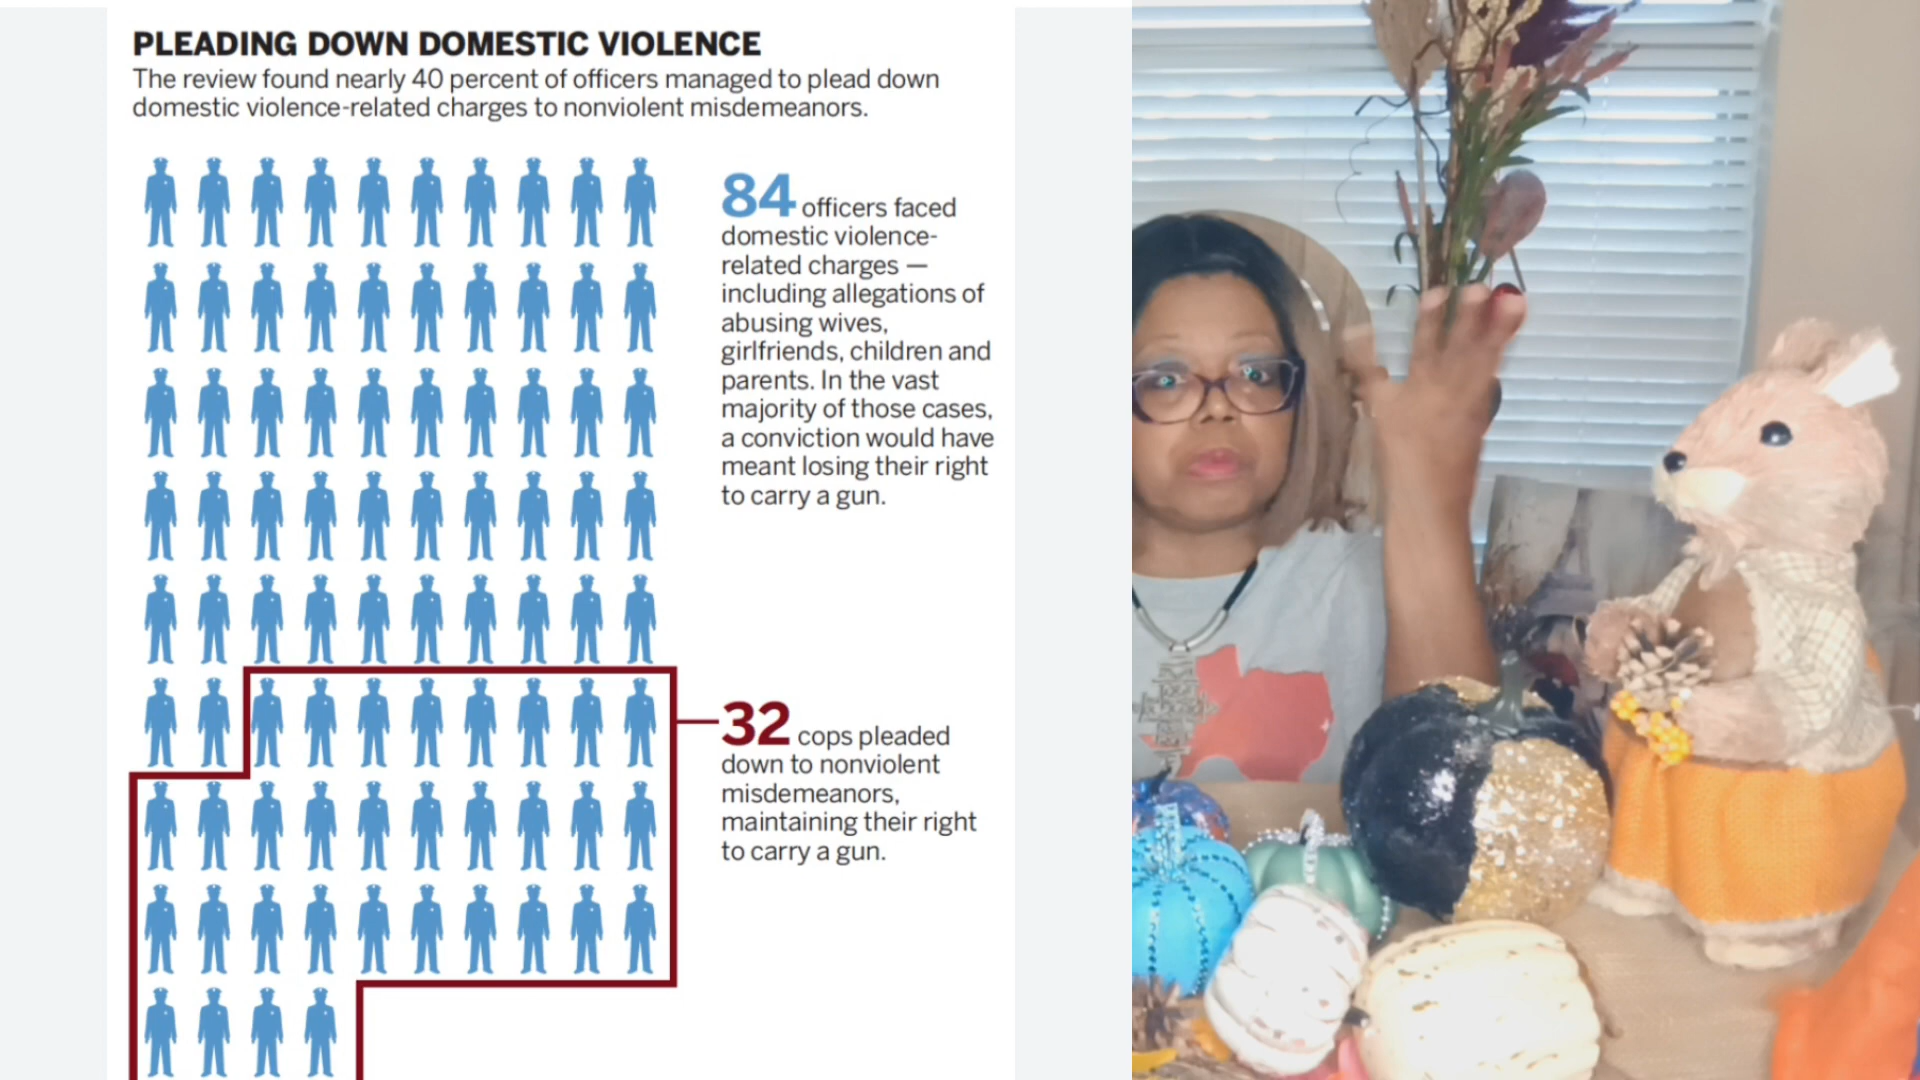 PLEADING DOWN DOMESTIC VIOLENCE
The review found nearly 40 percent of officers managed to plead down
domestic violence-related charges to nonviolent misdemeanors.
84 officers faced
domestic violence-
related charges —
including allegations of
abusing wives,
girlfriends, children and
parents. In the vast
majority of those cases,
a conviction would have
meant losing their right
to carry a gun.
32 cops pleaded
down to nonviolent
misdemeanors,
maintaining their right
to carry a gun.